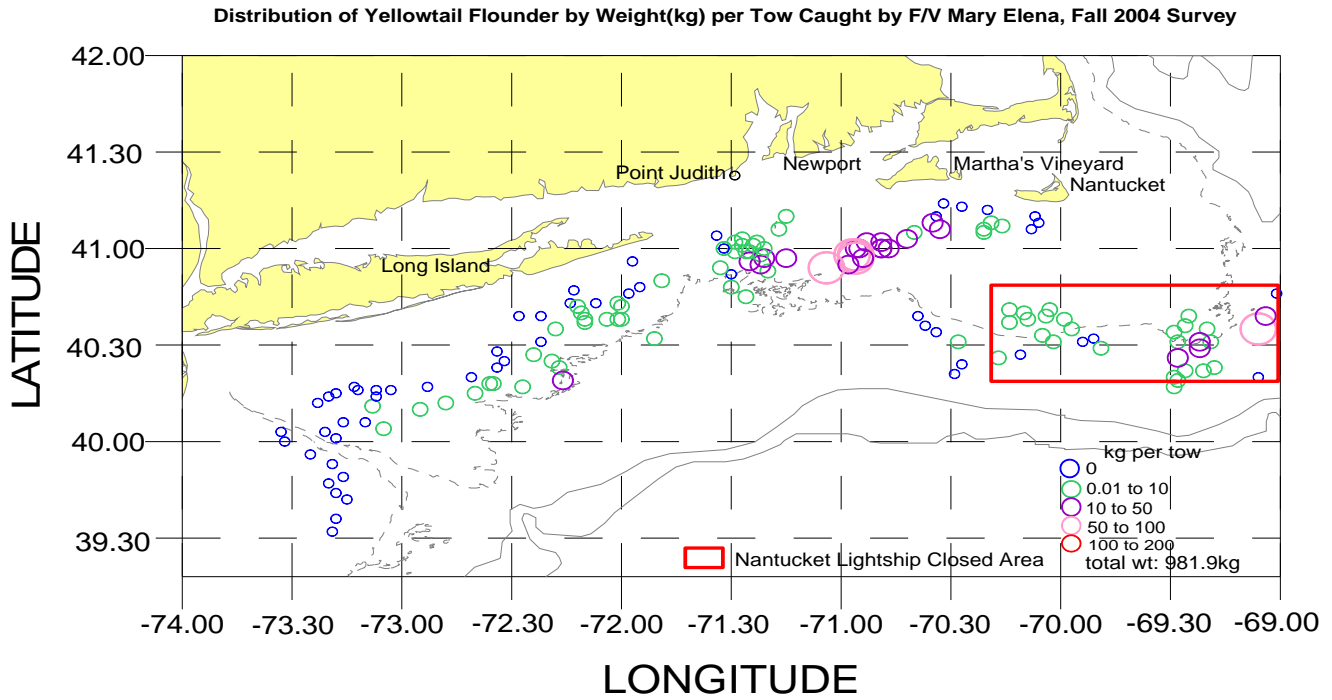 Distribution of Yellowtail Flounder by Weight(kg) per Tow Caught by F/V Mary Elena, Fall 2004 Survey
42.00
41.30
41.00
40.30
40.00
39.30
LATITUDE
Point Judith
Newport
Martha's Vineyard
Nantucket
Long Island
kg per tow
0
0.01 to 10
10 to 50
50 to 100
100 to 200
total wt: 981.9kg
Nantucket Lightship Closed Area
-74.00 -73.30 -73.00 -72.30 -72.00 -71.30 -71.00 -70.30 -70.00 -69.30 -69.00
LONGITUDE